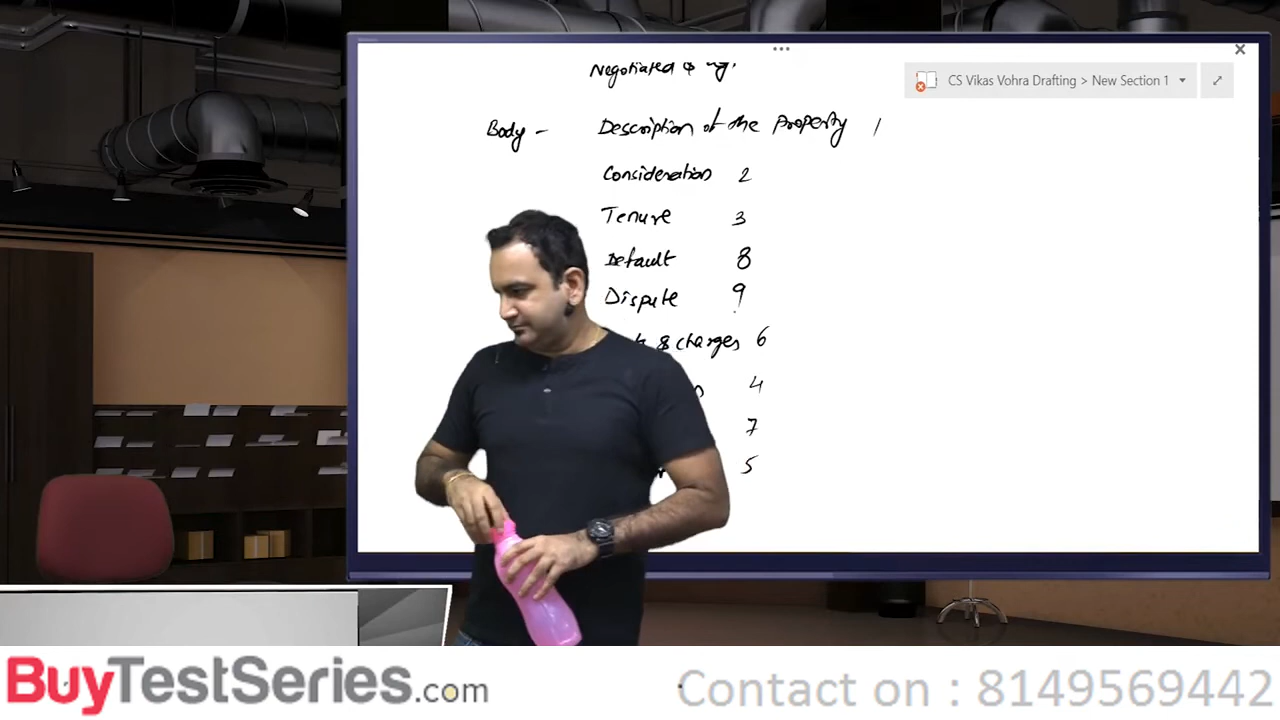 Negotiated &
CS Vikas Vohra Drafting > New Section 1
Body - Description of the Property 1
Consideration 2
Tenure 3
Default 8
Dispute 9
& charges 6
4
7
5
BuyTestSeries.com
Contact on : 8149569442